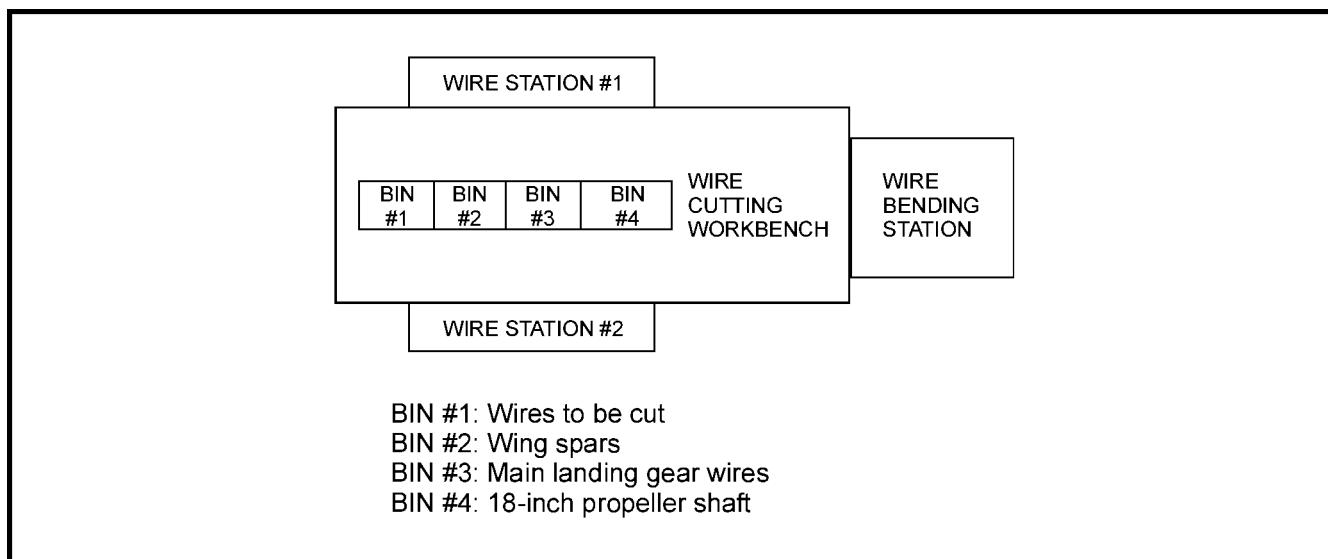 WIRE STATION #1
BIN
#1
BIN
#2
BIN
#3
BIN
#4
WIRE
CUTTING
WORKBENCH
WIRE
BENDING
STATION
WIRE STATION #2
BIN #1: Wires to be cut
BIN #2: Wing spars
BIN #3: Main landing gear wires
BIN #4: 18-inch propeller shaft